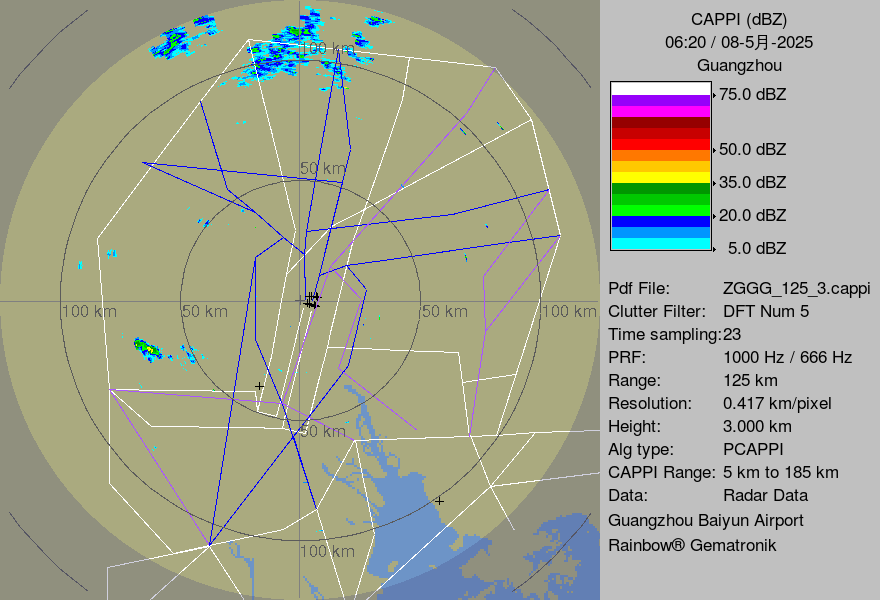 CAPPI (dBZ)
06:20 / 08-5月-2025
Guangzhou
75.0 dBZ
50.0 dBZ
35.0 dBZ
20.0 dBZ
5.0 dBZ
Pdf File: ZGGG_125_3.cappi
Clutter Filter: DFT Num 5
Time sampling:23
PRF: 1000 Hz / 666 Hz
Range: 125 km
Resolution: 0.417 km/pixel
Height: 3.000 km
Alg type: PCAPPI
CAPPI Range: 5 km to 185 km
Data: Radar Data
Guangzhou Baiyun Airport
Rainbow® Gematronik
100 km
50 km
100 km
50 km
50 km
100 km
50 km
100 km